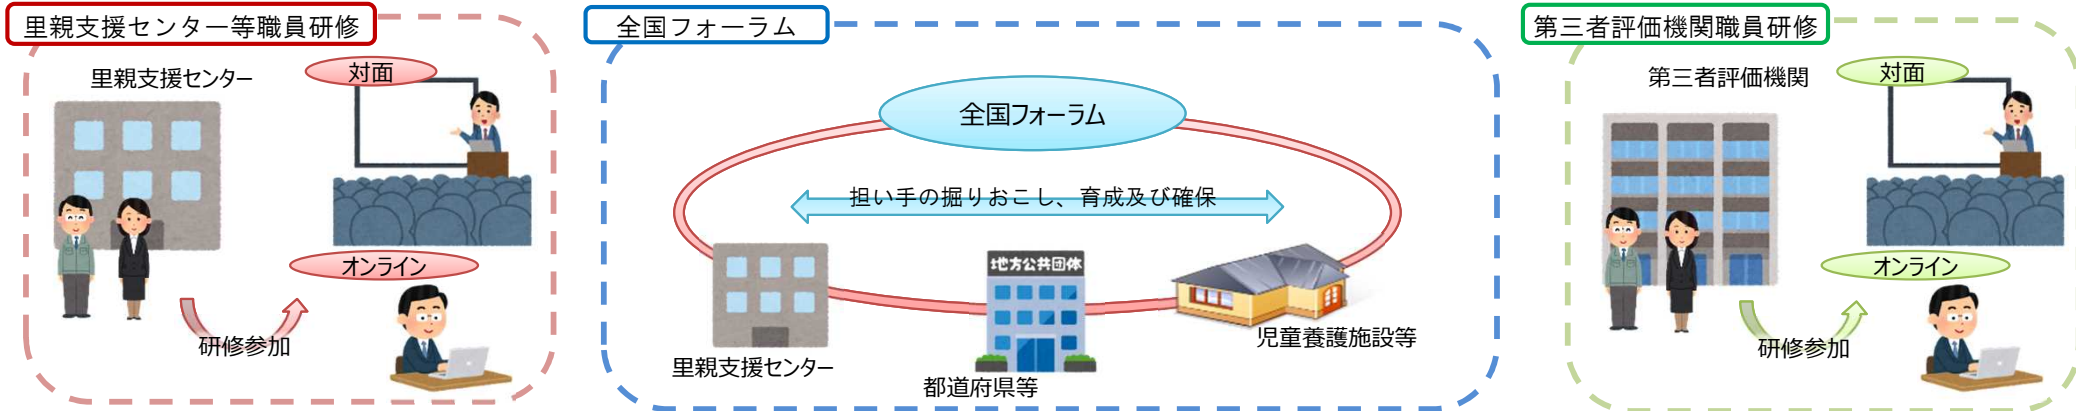 里親支援センター等職員研修
里親支援センター
対面
オンライン
研修参加
全国フォーラム
全国フォーラム
担い手の掘りおこし、育成及び確保
里親支援センター
地方公共団体
都道府県等
児童養護施設等
第三者評価機関職員研修
第三者評価機関
対面
オンライン
研修参加